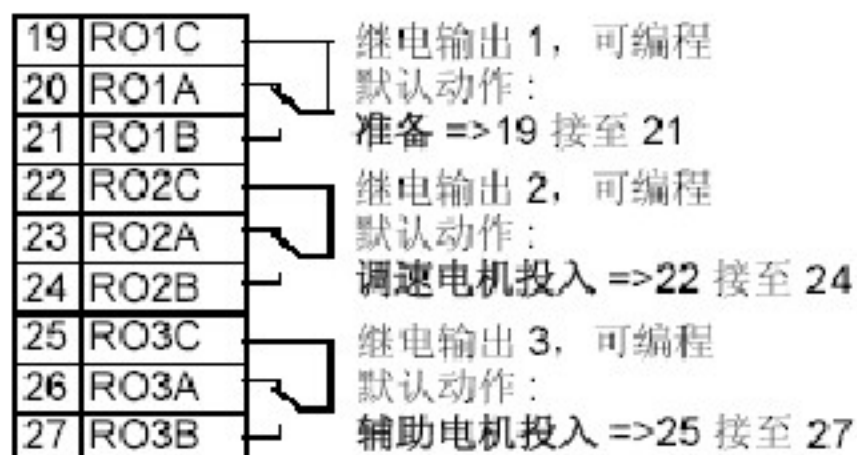 19 RO1C 继电输出 1，可编程
20 RO1A 默认动作：
21 RO1B 准备 =>19 接至 21
22 RO2C 继电输出 2，可编程
23 RO2A 默认动作：
24 RO2B 调速电机投入 =>22 接至 24
25 RO3C 继电输出 3，可编程
26 RO3A 默认动作：
27 RO3B 辅助电机投入 =>25 接至 27